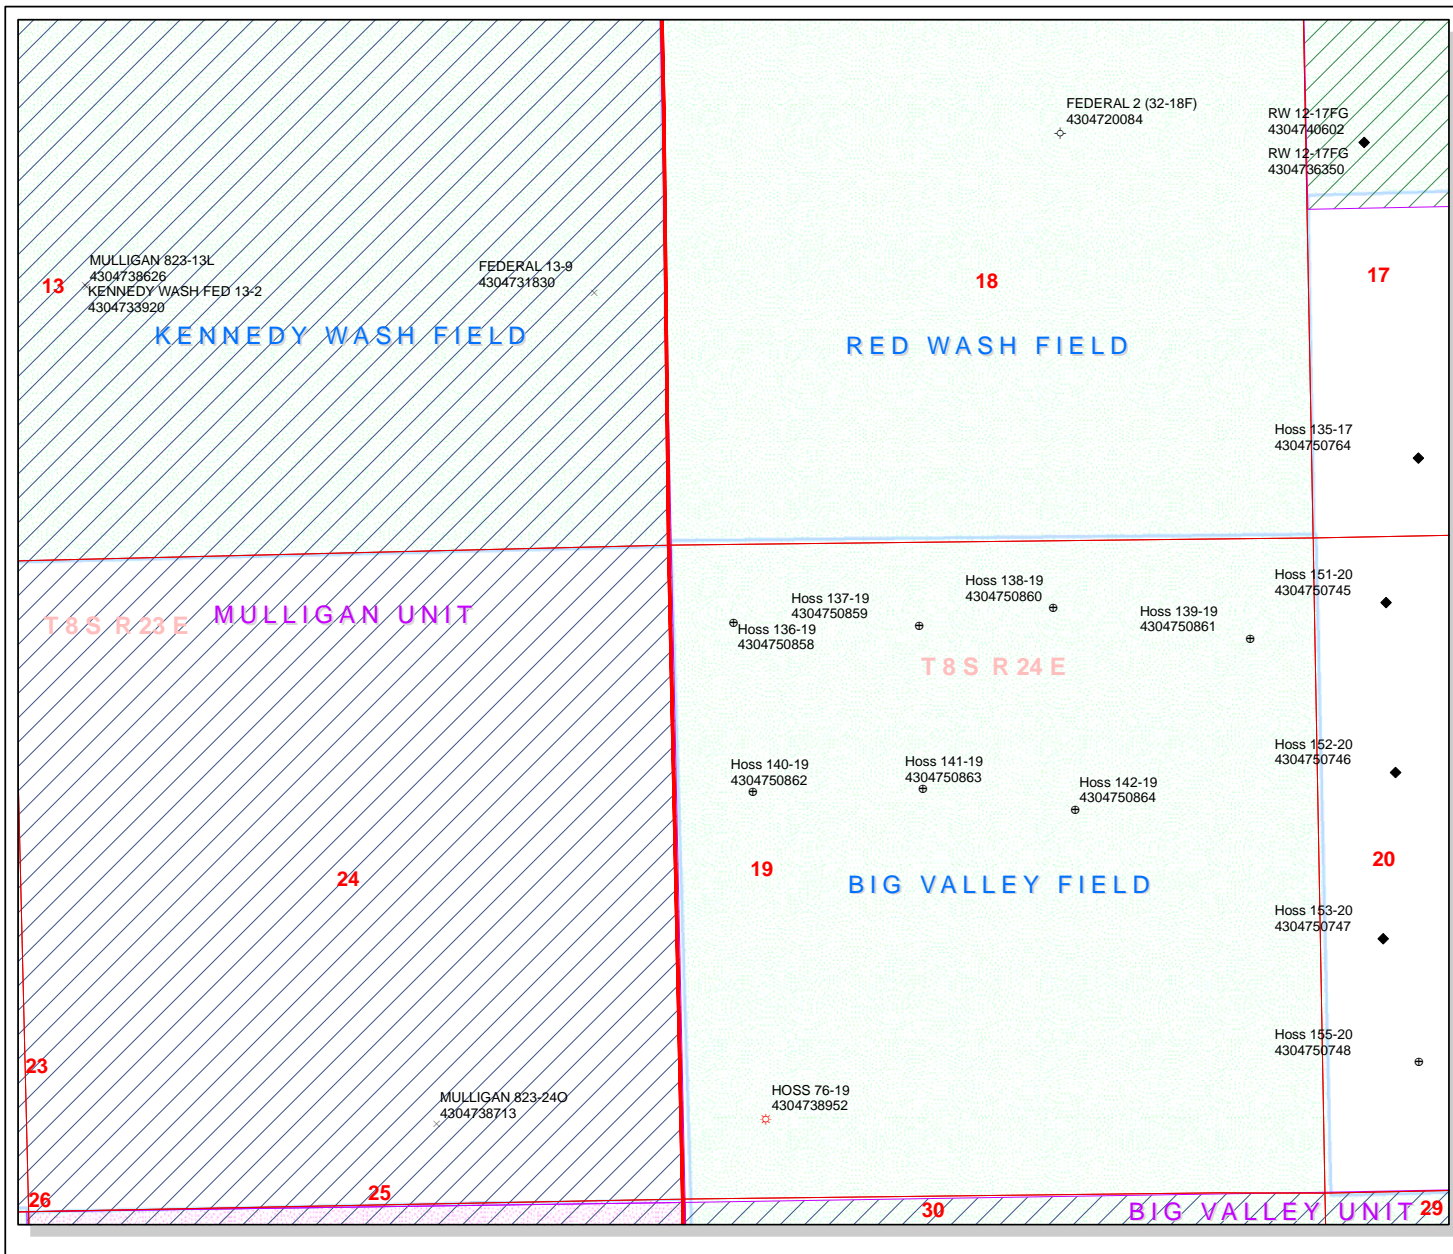 FEDERAL 2 (32-18F)
4304720084
RW 12-17FG
4304740602
RW 12-17FG
4304736350
MULLIGAN 823-13L
4304738626
KENNEDY WASH FED 13-2
4304733920
FEDERAL 13-9
4304731830
13
18
17
KENNEDY WASH FIELD
RED WASH FIELD
Hoss 135-17
4304750764
Hoss 137-19
4304750859
Hoss 136-19
4304750858
Hoss 138-19
4304750860
Hoss 139-19
4304750861
Hoss 151-20
4304750745
T 8 S R 23 E
MULLIGAN UNIT
T 8 S R 24 E
Hoss 140-19
4304750862
Hoss 141-19
4304750863
Hoss 142-19
4304750864
Hoss 152-20
4304750746
24
19
20
BIG VALLEY FIELD
Hoss 153-20
4304750747
Hoss 155-20
4304750748
23
MULLIGAN 823-24O
4304738713
HOSS 76-19
4304738952
26
25
30
BIG VALLEY UNIT
29